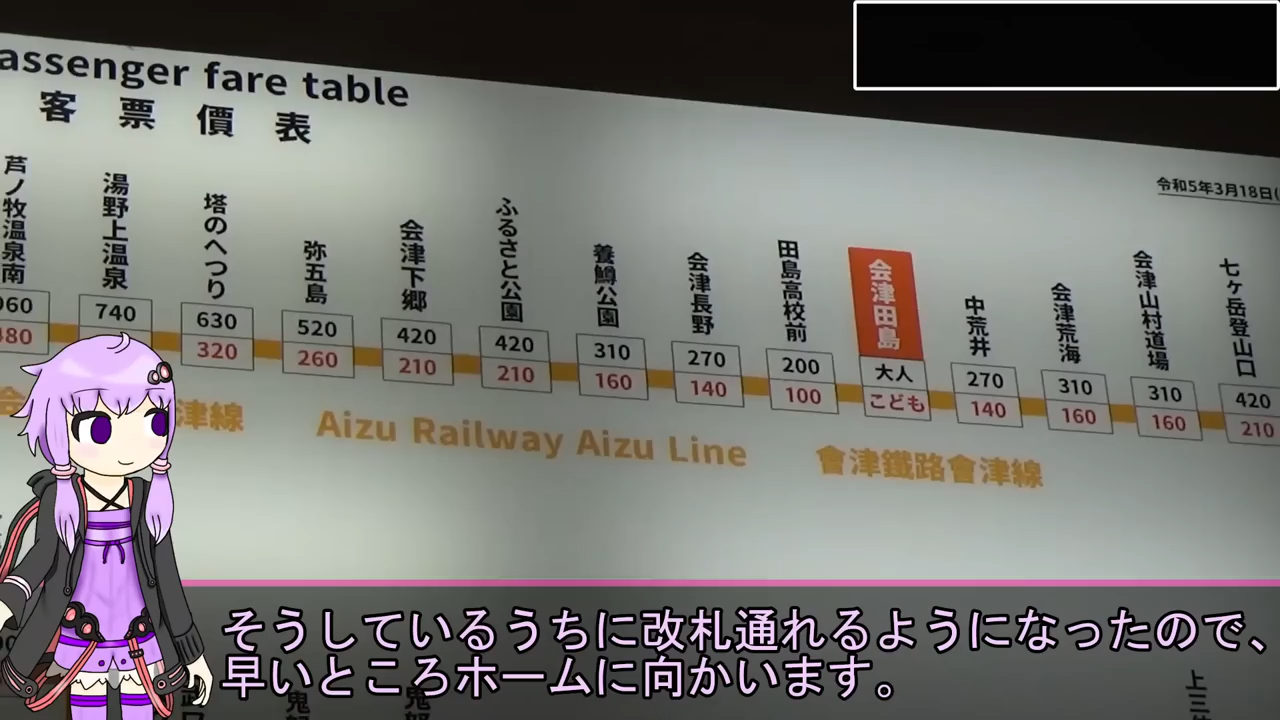 assenger fare table
客票價表
令和5年3月18日(
芦ノ牧温泉南
湯野上温泉
塔のへつり
弥五島
会津下郷
ふるさと公園
養鱒公園
会津長野
田島高校前
会津田島
中荒井
会津荒海
会津山村道場
七ヶ岳登山口
960 740 630 520 420 420 310 270 200 大人 270 310 310 420
480 320 260 210 210 160 140 100 こども 140 160 160 210
会 津線 Aizu Railway Aizu Line 會津鐵路會津線
そうしているうちに改札通れるようになったので、
早いところホームに向かいます。
鬼怒
鬼怒
上三